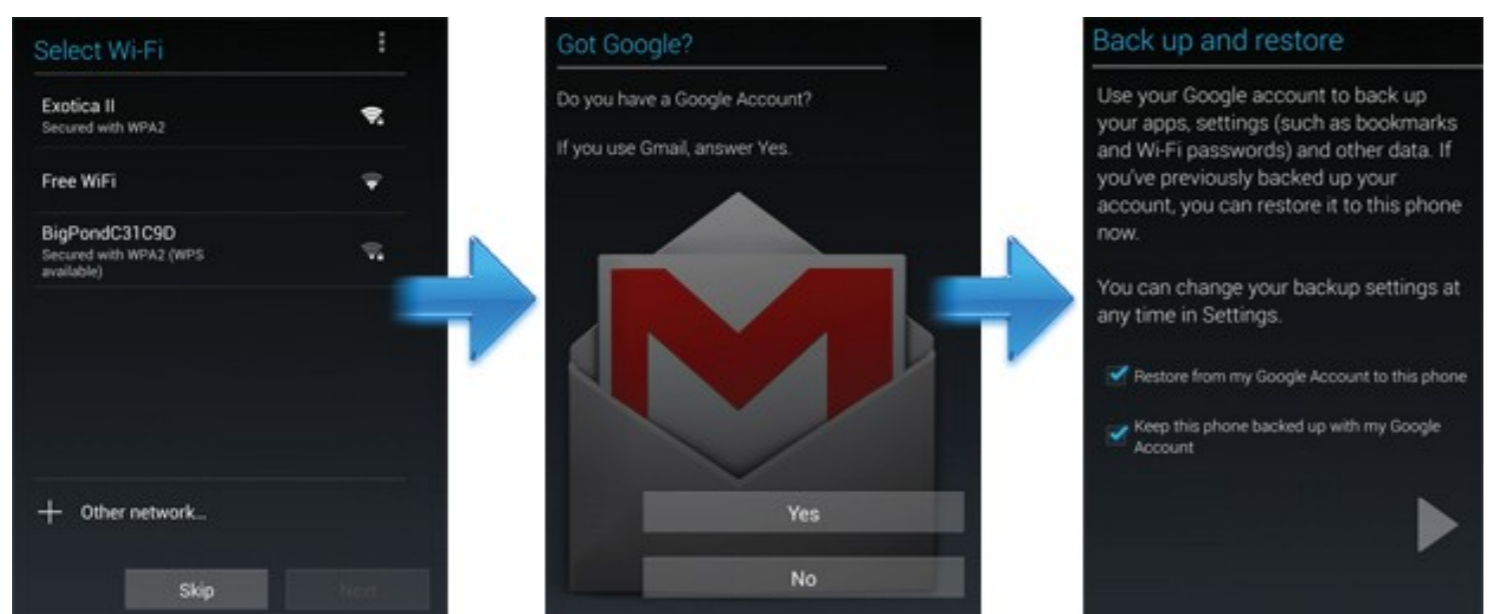 Select Wi-Fi
Exotica II
Secured with WPA2
Free WiFi
BigPondC31C9D
Secured with WPA2 (WPS
available)
Other network...
Skip
Next
Got Google?
Do you have a Google Account?
If you use Gmail, answer Yes.
Yes
No
Back up and restore
Use your Google account to back up
your apps, settings (such as bookmarks
and Wi-Fi passwords) and other data. If
you've previously backed up your
account, you can restore it to this phone
now.
You can change your backup settings at
any time in Settings.
Restore from my Google Account to this phone
Keep this phone backed up with my Google
Account